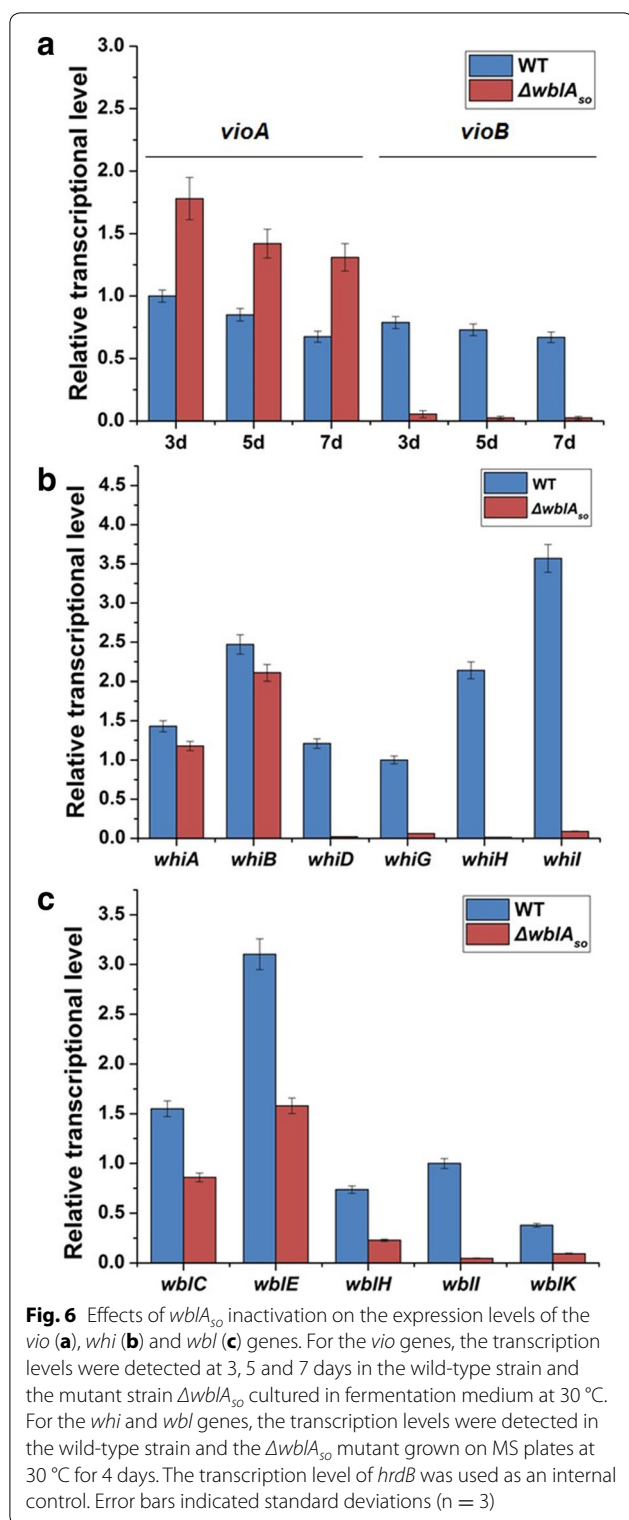 a
Relative transcriptional level
3.0
2.5
2.0
1.5
1.0
0.5
0.0
WT
ΔwblA_so
vioA vioB
3d 5d 7d 3d 5d 7d
b
Relative transcriptional level
4.5
4.0
3.5
3.0
2.5
2.0
1.5
1.0
0.5
0.0
WT
ΔwblA_so
whiA whiB whiD whiG whiH whiI
c
Relative transcriptional level
3.5
3.0
2.5
2.0
1.5
1.0
0.5
0.0
WT
ΔwblA_so
wblC wblE wblH wblI wblK
Fig. 6 Effects of wblA_so inactivation on the expression levels of the
vio (a), whi (b) and wbl (c) genes. For the vio genes, the transcription
levels were detected at 3, 5 and 7 days in the wild-type strain and
the mutant strain ΔwblA_so cultured in fermentation medium at 30 °C.
For the whi and wbl genes, the transcription levels were detected in
the wild-type strain and the ΔwblA_so mutant grown on MS plates at
30 °C for 4 days. The transcription level of hrdB was used as an internal
control. Error bars indicated standard deviations (n = 3)